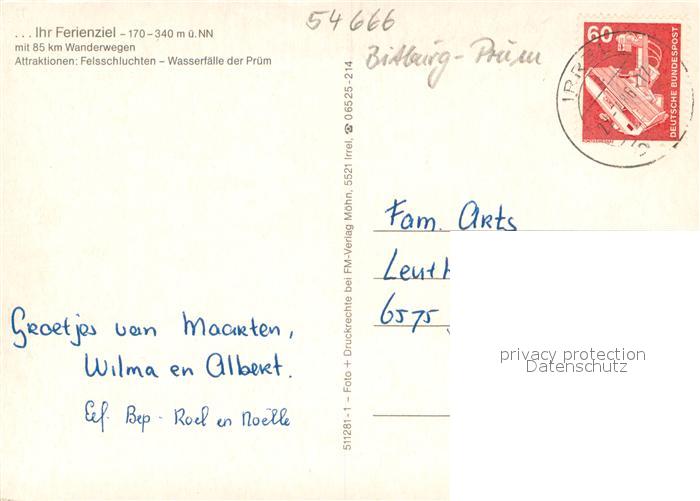 ... Ihr Ferienziel – 170 – 340 m ü. NN
mit 85 km Wanderwegen
Attraktionen: Felsschluchten – Wasserfälle der Prüm
54666
Bitburg - Prüm
60
DEUTSCHE BUNDESPOST
511281-1 – Foto + Druckrechte bei FM-Verlag Möhn, 5521 Irrel, ☎ 06525-214
Fam. Arts
6575
Groetjes van Maarten,
Wilma en Albert.
Eef. Bep - Roel en Noëlle
privacy protection
Datenschutz